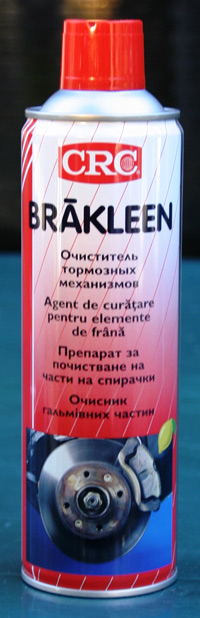 CRC
BRĀKLEEN
Очиститель
тормозных
механизмов
Agent de curăţare
pentru elemente
de frână
Препарат за
почистване на
части на спирачки
Очисник
гальмівних частин